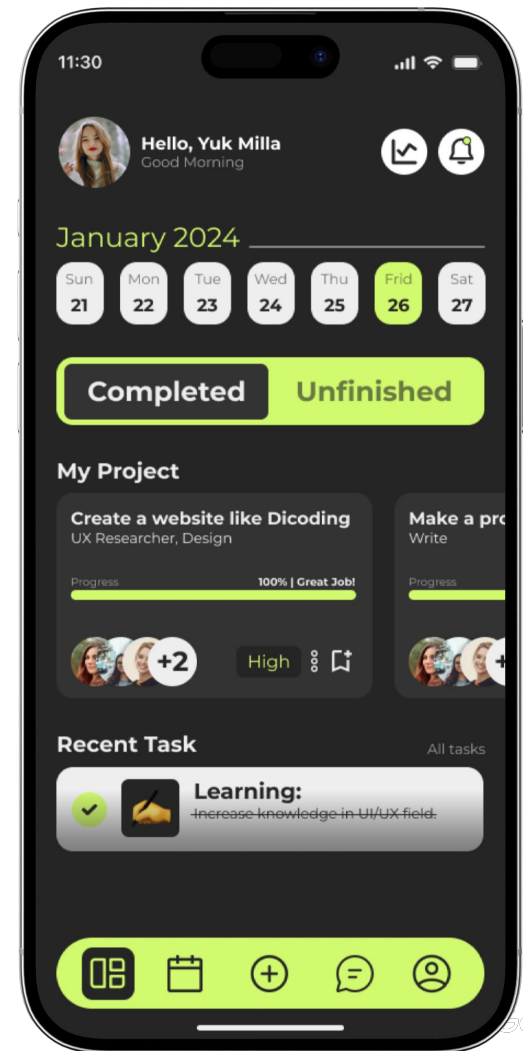 11:30
Hello, Yuk Milla
Good Morning
January 2024
Sun Mon Tue Wed Thu Frid Sat
21 22 23 24 25 26 27
Completed Unfinished
My Project
Create a website like Dicoding
UX Researcher, Design
Progress 100% | Great Job!
+2
High
Make a pro
Write
Progress
+
Recent Task
All tasks
Learning:
Increase knowledge in UI/UX field.